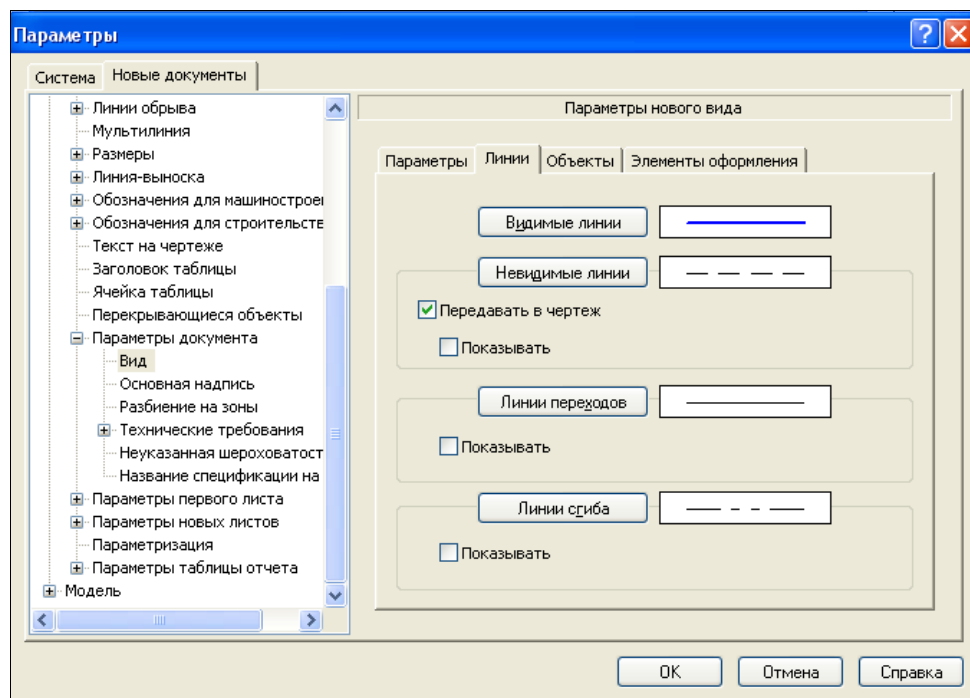 Параметры
Система
Новые документы
Линии обрыва
Мультилиния
Размеры
Линия-выноска
Обозначения для машинострое
Обозначения для строительств
Текст на чертеже
Заголовок таблицы
Ячейка таблицы
Перекрывающиеся объекты
Параметры документа
Вид
Основная надпись
Разбиение на зоны
Технические требования
Неуказанная шероховатост
Название спецификации на
Параметры первого листа
Параметры новых листов
Параметризация
Параметры таблицы отчета
Модель
Параметры нового вида
Параметры
Линии
Объекты
Элементы оформления
Видимые линии
Невидимые линии
Передавать в чертеж
Показывать
Линии переходов
Показывать
Линии сгиба
Показывать
OK
Отмена
Справка